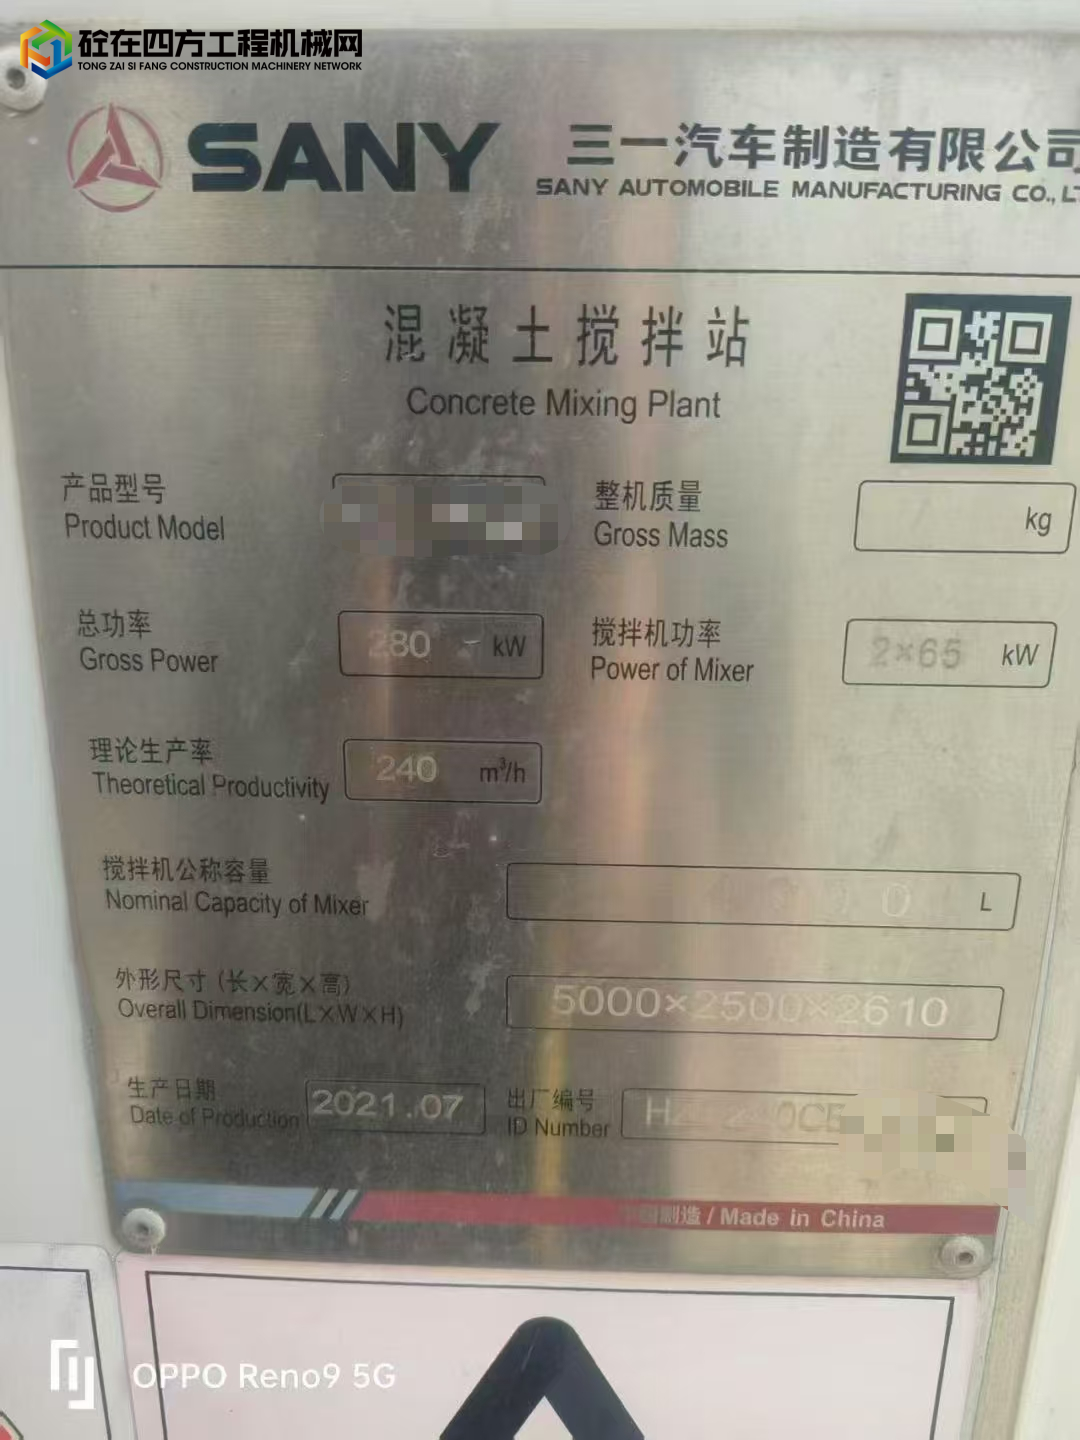 砼在四方工程机械网
TONG ZAI SI FANG CONSTRUCTION MACHINERY NETWORK
SANY 三一汽车制造有限公司
SANY AUTOMOBILE MANUFACTURING CO.,
混凝土搅拌站
Concrete Mixing Plant
产品型号
Product Model
整机质量
Gross Mass
kg
总功率
Gross Power
280 kW
搅拌机功率
Power of Mixer
2×65 kW
理论生产率
Theoretical Productivity
240 m³/h
搅拌机公称容量
Nominal Capacity of Mixer
L
外形尺寸（长×宽×高）
Overall Dimension(L×W×H)
5000×2500×2610
生产日期
Date of Production
2021.07
出厂编号
ID Number
中国制造 / Made in China
OPPO Reno9 5G